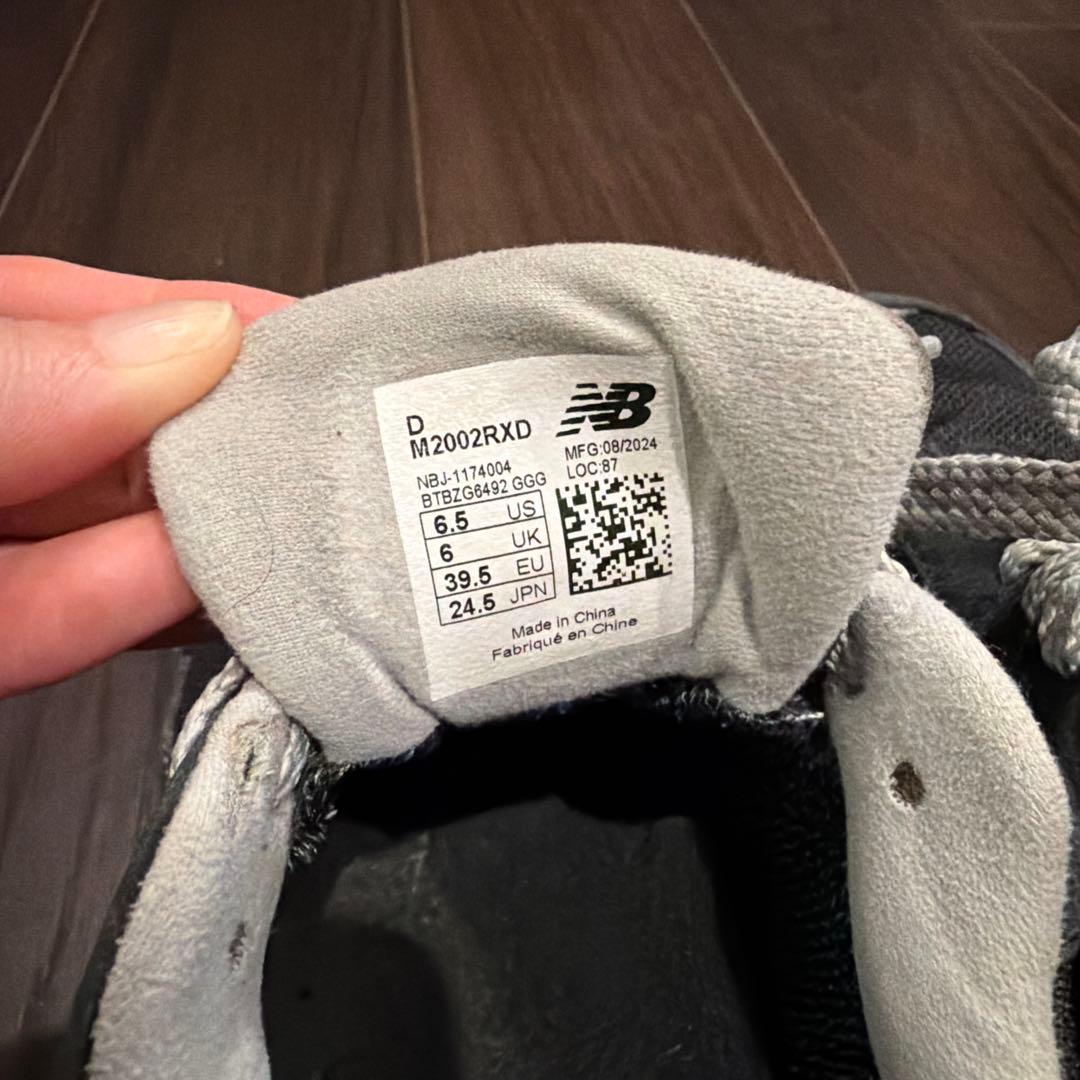 D
M2002RXD
NB
MFG:08/2024
LOC:87
NBJ-1174004
BTBZG6492 GGG
6.5 US
6 UK
39.5 EU
24.5 JPN
Made in China
Fabriqué en Chine